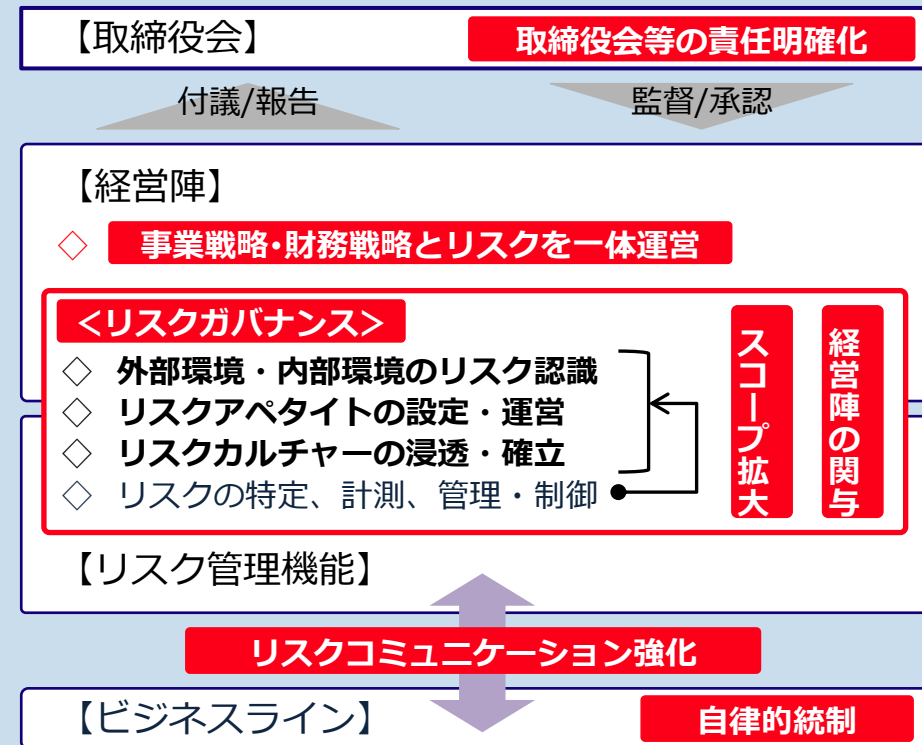 【取締役会】 取締役会等の責任明確化
付議/報告 監督/承認
【経営陣】
◇ 事業戦略・財務戦略とリスクを一体運営
＜リスクガバナンス＞
◇ 外部環境・内部環境のリスク認識
◇ リスクアペタイトの設定・運営
◇ リスクカルチャーの浸透・確立
◇ リスクの特定、計測、管理・制御
スコープ拡大
経営陣の関与
【リスク管理機能】
リスクコミュニケーション強化
【ビジネスライン】 自律的統制